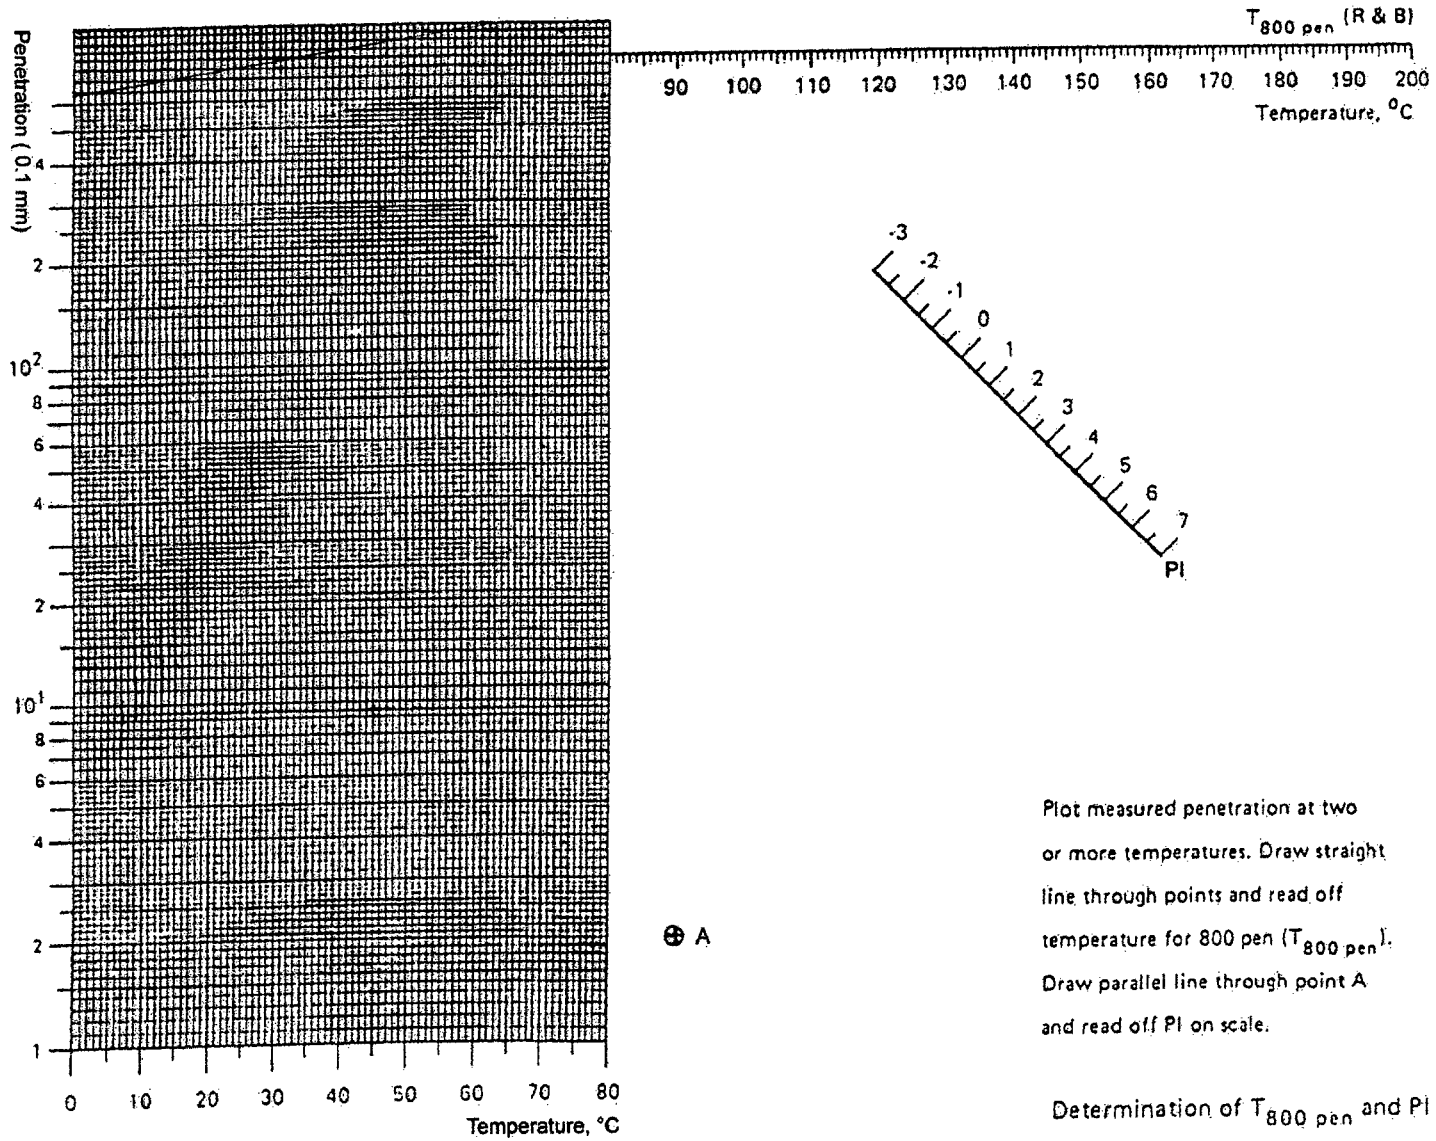 T800 pen (R & B)
90 100 110 120 130 140 150 160 170 180 190 200
Temperature, °C
Penetration ( 0.1 mm)
4
2
10²
8
6
4
2
10¹
8
6
4
2
1
0 10 20 30 40 50 60 70 80
Temperature, °C
-3
-2
-1
0
1
2
3
4
5
6
7
PI
A
Plot measured penetration at two
or more temperatures. Draw straight
line through points and read off
temperature for 800 pen (T800 pen).
Draw parallel line through point A
and read off PI on scale.
Determination of T800 pen and PI